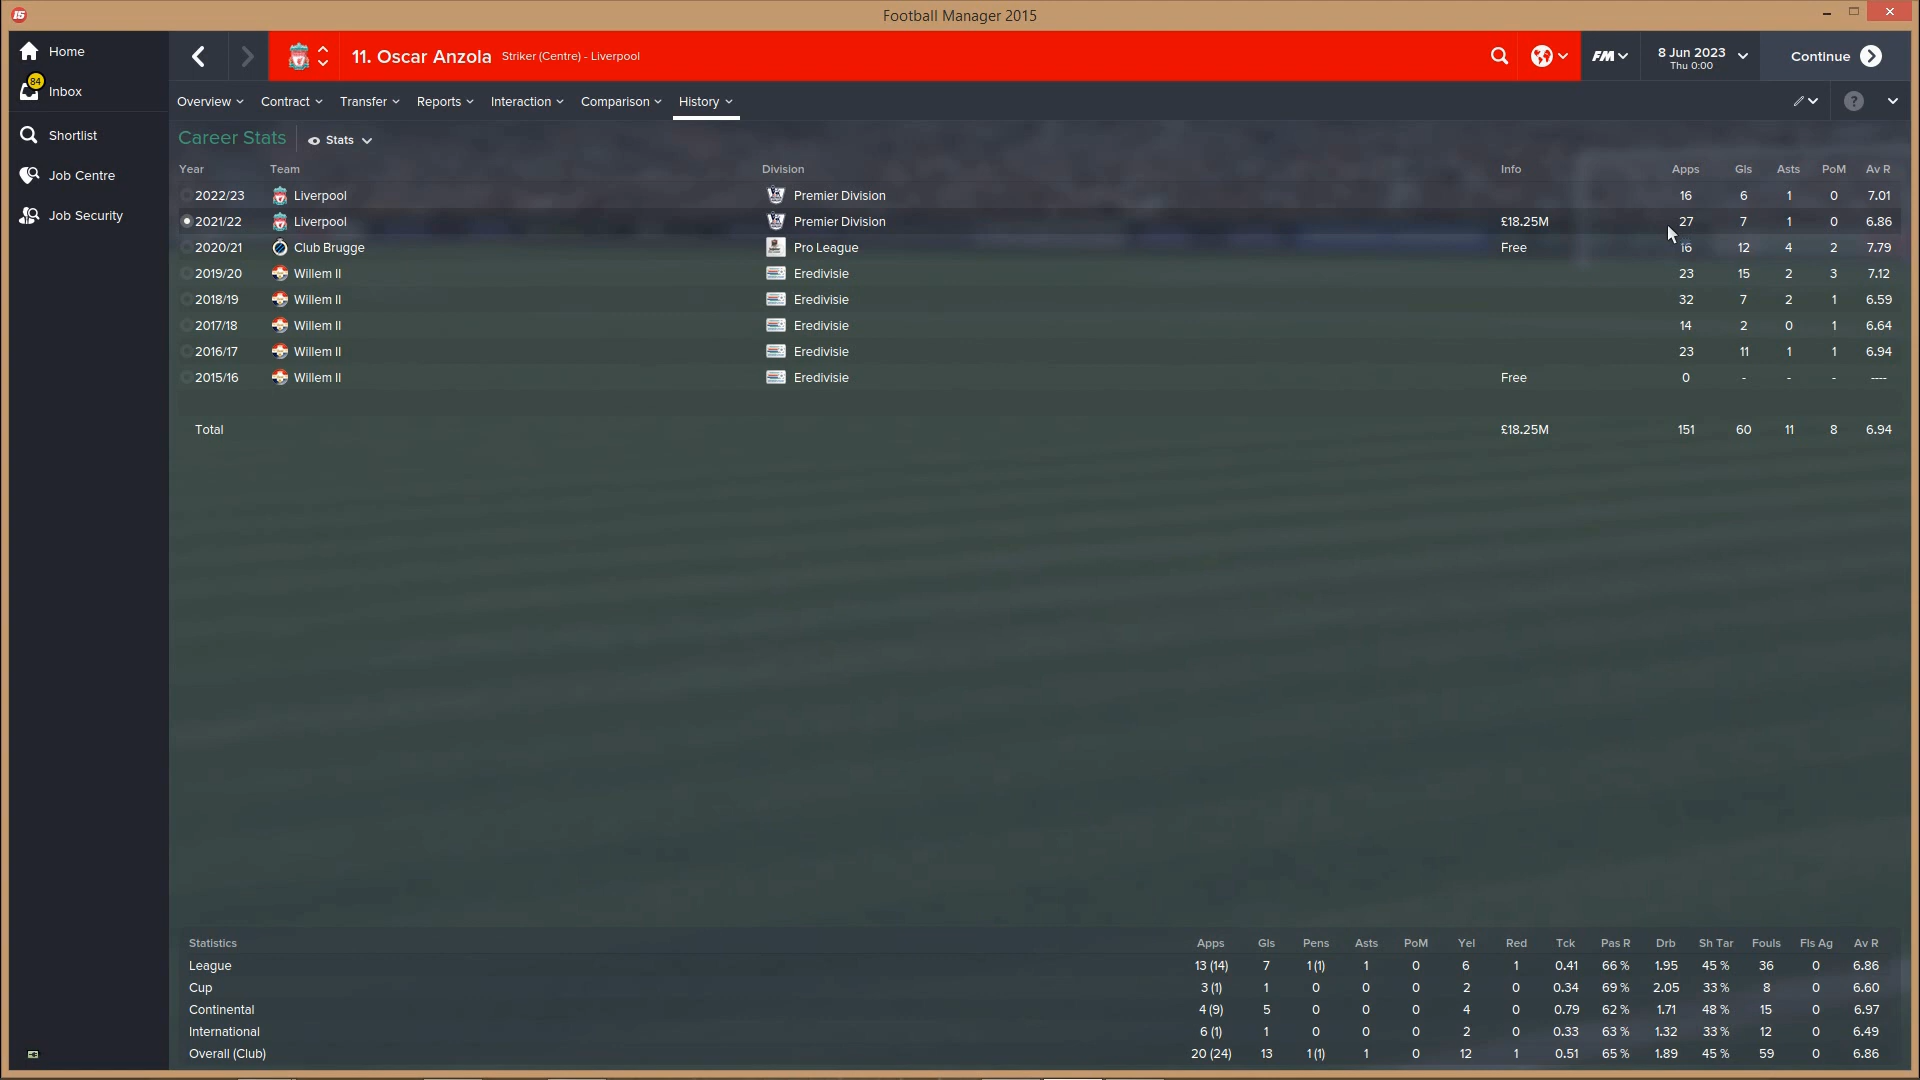 Football Manager 2015
Home
84
Inbox
Shortlist
Job Centre
Job Security
11. Oscar Anzola Striker (Centre) - Liverpool
FM
8 Jun 2023
Thu 0:00
Continue
Overview Contract Transfer Reports Interaction Comparison History
Career Stats Stats
Year Team Division Info Apps Gls Asts PoM Av R
2022/23 Liverpool Premier Division 16 6 1 0 7.01
2021/22 Liverpool Premier Division £18.25M 27 7 1 0 6.86
2020/21 Club Brugge Pro League Free 16 12 4 2 7.79
2019/20 Willem II Eredivisie 23 15 2 3 7.12
2018/19 Willem II Eredivisie 32 7 2 1 6.59
2017/18 Willem II Eredivisie 14 2 0 1 6.64
2016/17 Willem II Eredivisie 23 11 1 1 6.94
2015/16 Willem II Eredivisie Free 0 - - - ----
Total £18.25M 151 60 11 8 6.94
Statistics Apps Gls Pens Asts PoM Yel Red Tck Pas R Drb Sh Tar Fouls Fls Ag Av R
League 13 (14) 7 1 (1) 1 0 6 1 0.41 66 % 1.95 45 % 36 0 6.86
Cup 3 (1) 1 0 0 0 2 0 0.34 69 % 2.05 33 % 8 0 6.60
Continental 4 (9) 5 0 0 0 4 0 0.79 62 % 1.71 48 % 15 0 6.97
International 6 (1) 1 0 0 0 2 0 0.33 63 % 1.32 33 % 12 0 6.49
Overall (Club) 20 (24) 13 1 (1) 1 0 12 1 0.51 65 % 1.89 45 % 59 0 6.86